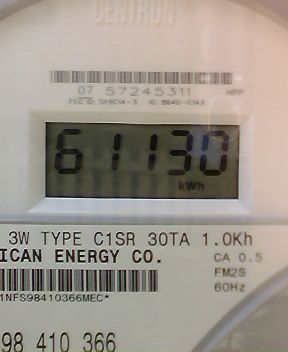 CENTRON
07 57245311
61130
kWh
3W TYPE C1SR 30TA 1.0Kh
ICAN ENERGY CO.
CA 0.5
FM2S
60Hz
1NFS98410366MEC*
98 410 366